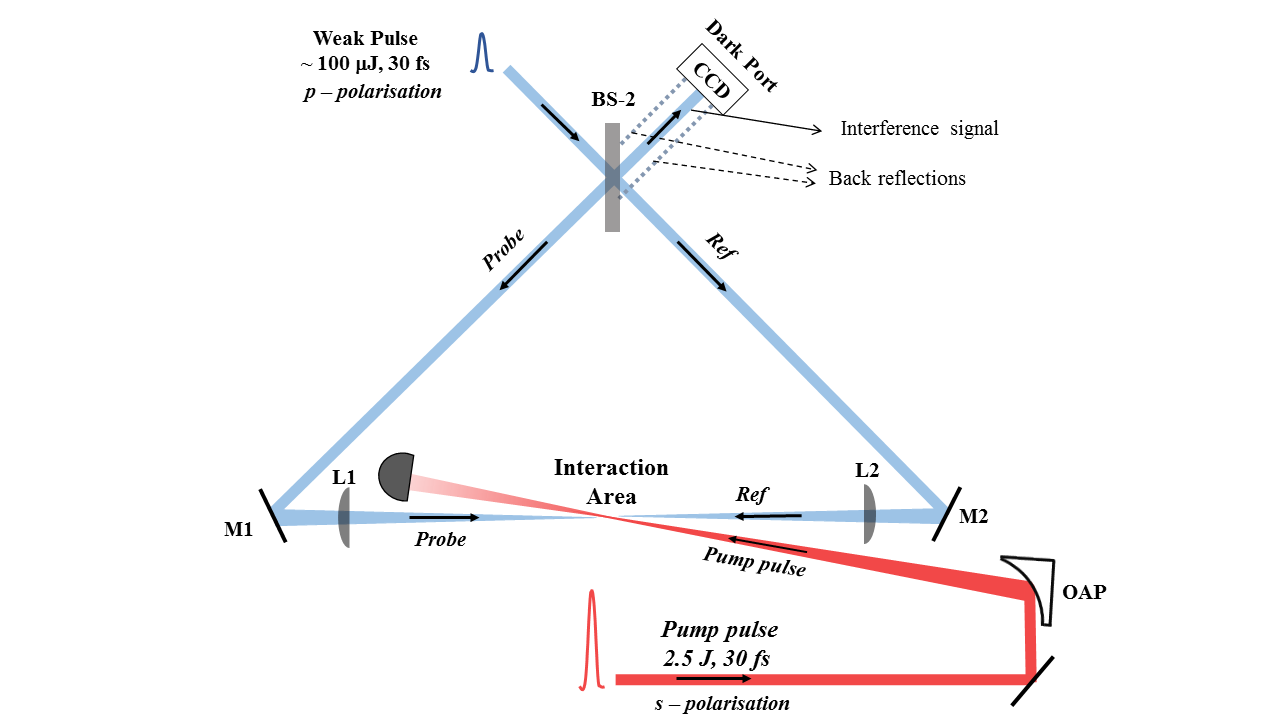 Weak Pulse
~ 100 µJ, 30 fs
p – polarisation
Dark Port
CCD
BS-2
Interference signal
Back reflections
Probe
Ref
Interaction
Area
L1
L2
Ref
M1
M2
Probe
Pump pulse
OAP
Pump pulse
2.5 J, 30 fs
s – polarisation